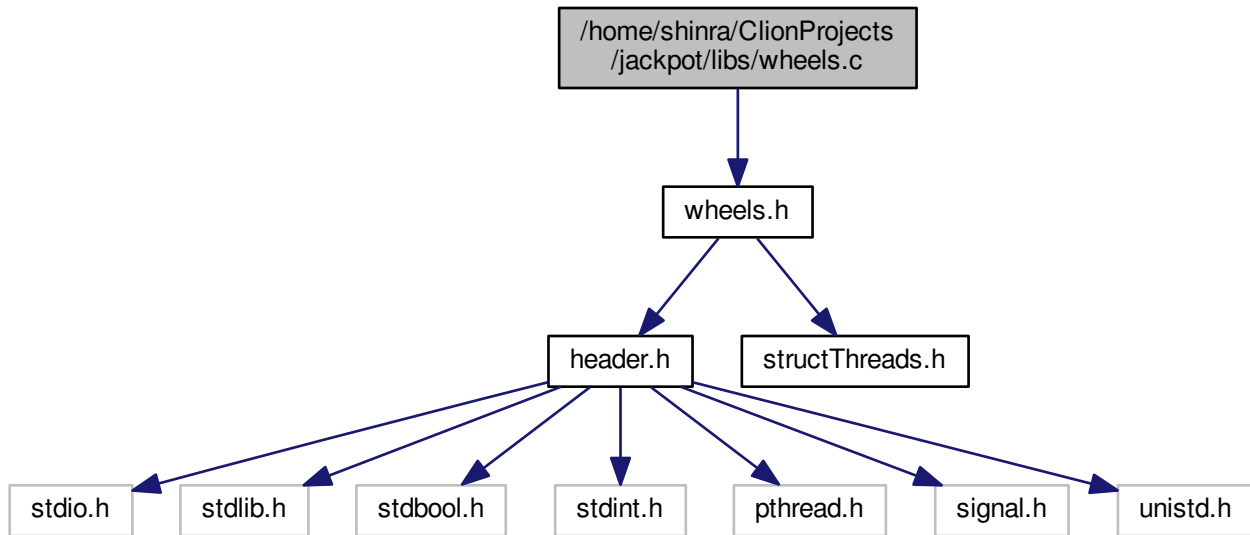 /home/shinra/ClionProjects
/jackpot/libs/wheels.c
wheels.h
header.h
structThreads.h
stdio.h
stdlib.h
stdbool.h
stdint.h
pthread.h
signal.h
unistd.h